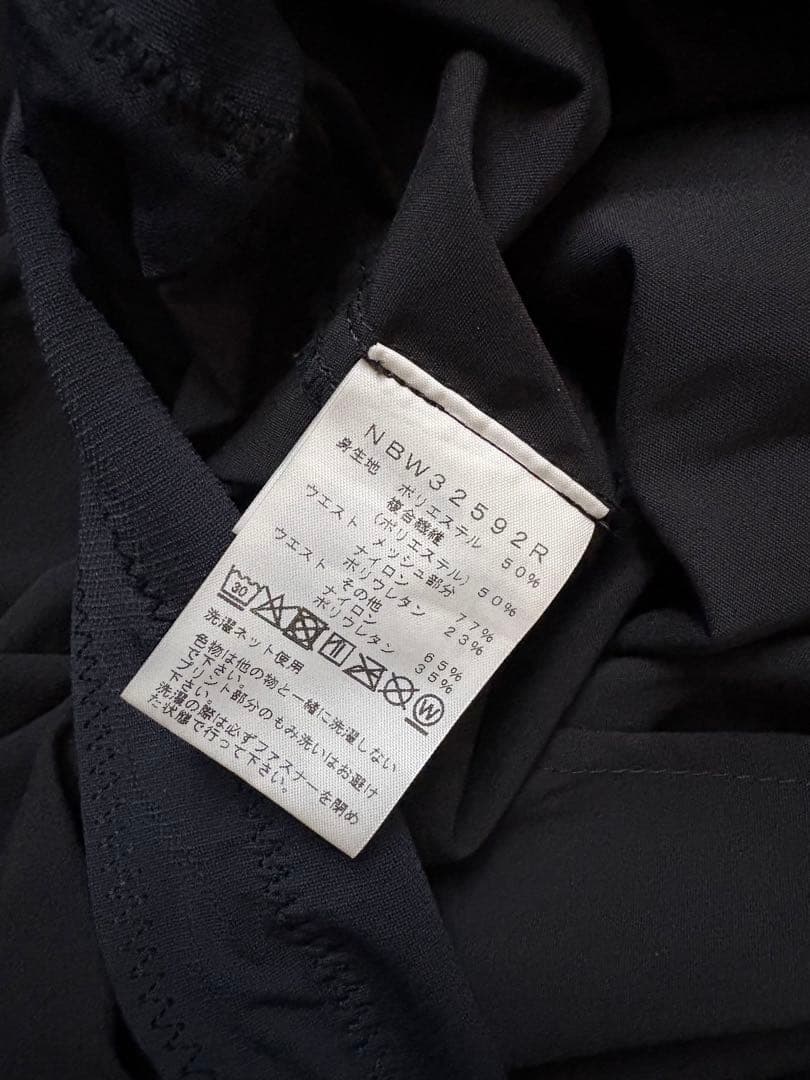 NBW32592R
身生地 ポリエステル 50%
複合繊維
(ポリエステル) 50%
ウエスト メッシュ部分
ナイロン 77%
ポリウレタン 23%
ウエスト その他
ナイロン 65%
ポリウレタン 35%
30 W
洗濯ネット使用
色物は他の物と一緒に洗濯しない
で下さい。
プリント部分のもみ洗いはお避け
下さい。
洗濯の際は必ずファスナーを閉め
た状態で行って下さい。